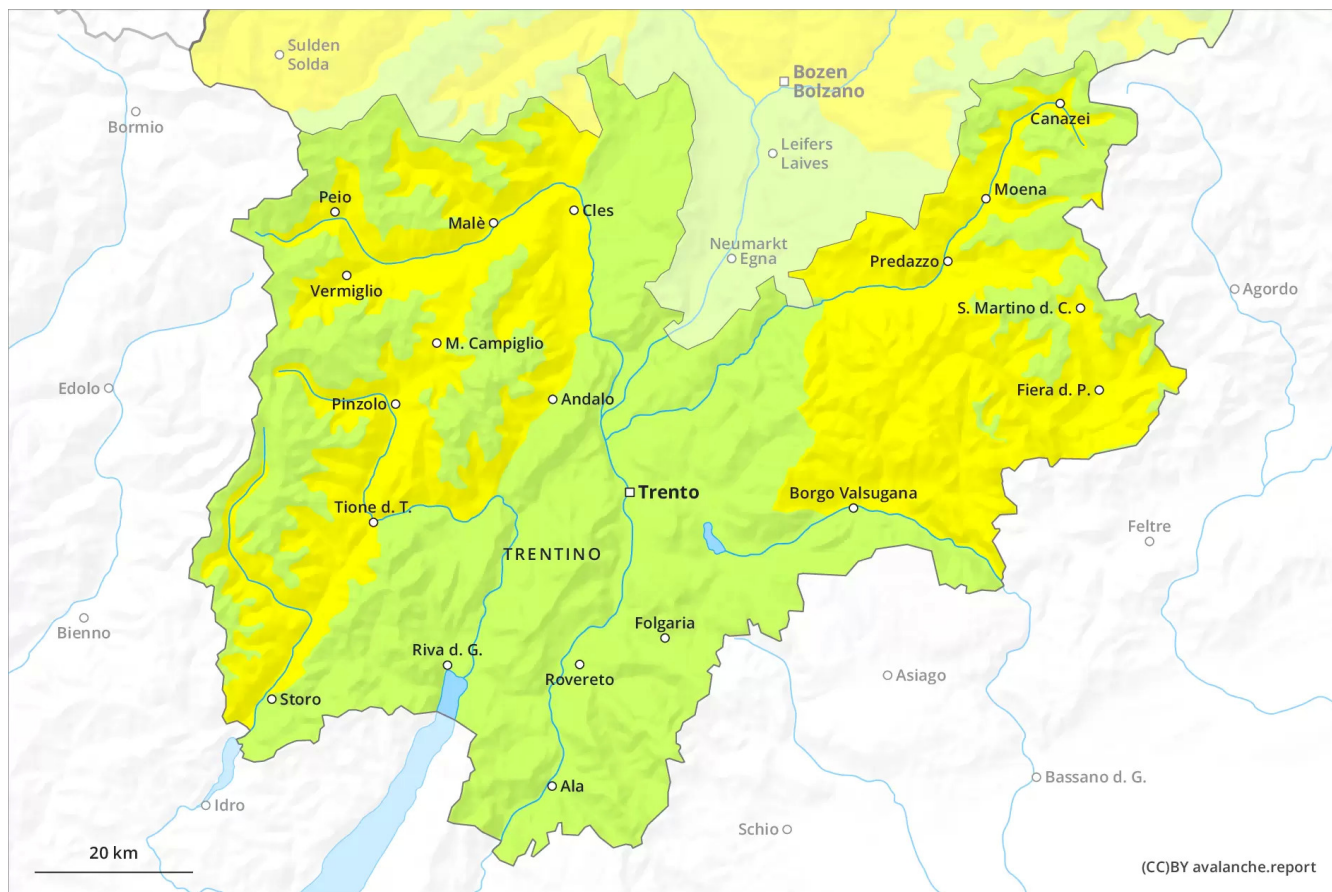 Sulden
Solda
Bozen
Bolzano
Bormio
Canazei
Leifers
Laives
Peio
Moena
Malè
Cles
Neumarkt
Egna
Predazzo
Vermiglio
Agordo
S. Martino d. C.
M. Campiglio
Edolo
Fiera d. P.
Pinzolo
Andalo
Trento
Borgo Valsugana
Tione d. T.
Feltre
TRENTINO
Bienno
Folgaria
Riva d. G.
Asiago
Rovereto
Storo
Bassano d. G.
Ala
Idro
Schio
20 km
(CC)BY avalanche.report